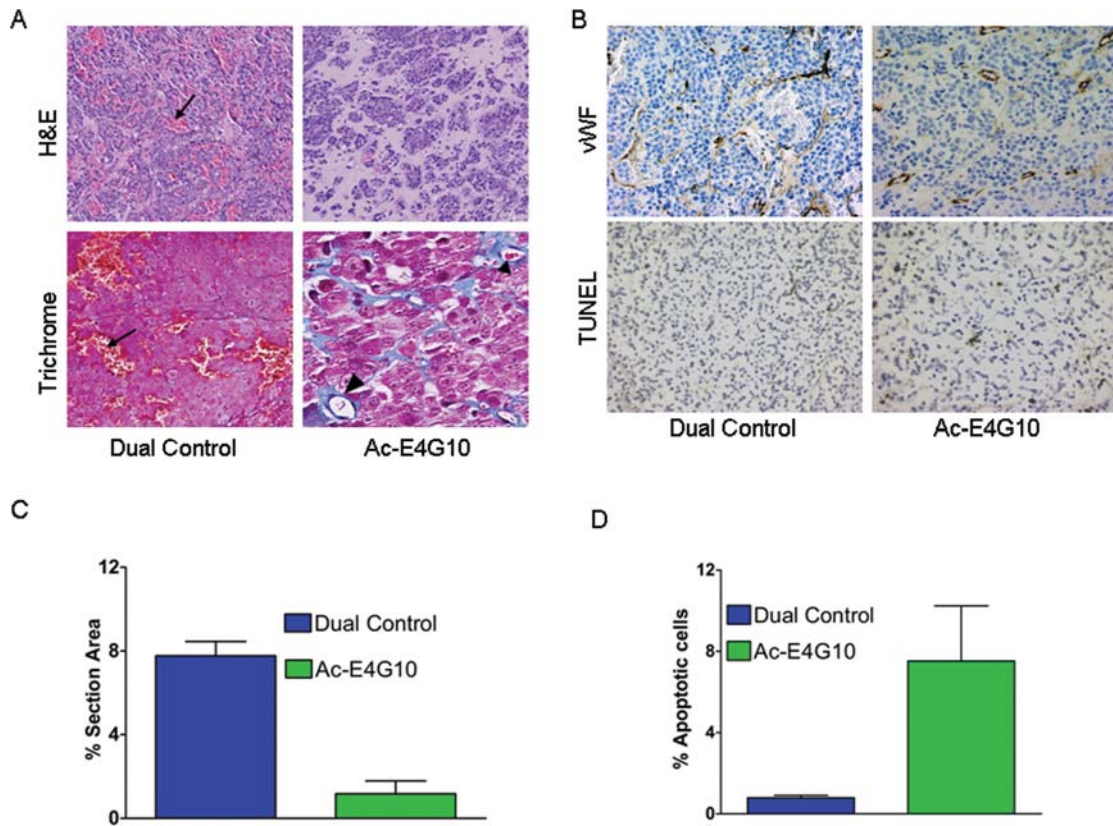 A
H&E
Trichrome
Dual Control
Ac-E4G10
B
vWF
TUNEL
Dual Control
Ac-E4G10
C
% Section Area
12
8
4
0
Dual Control
Ac-E4G10
D
% Apoptotic cells
12
8
4
0
Dual Control
Ac-E4G10